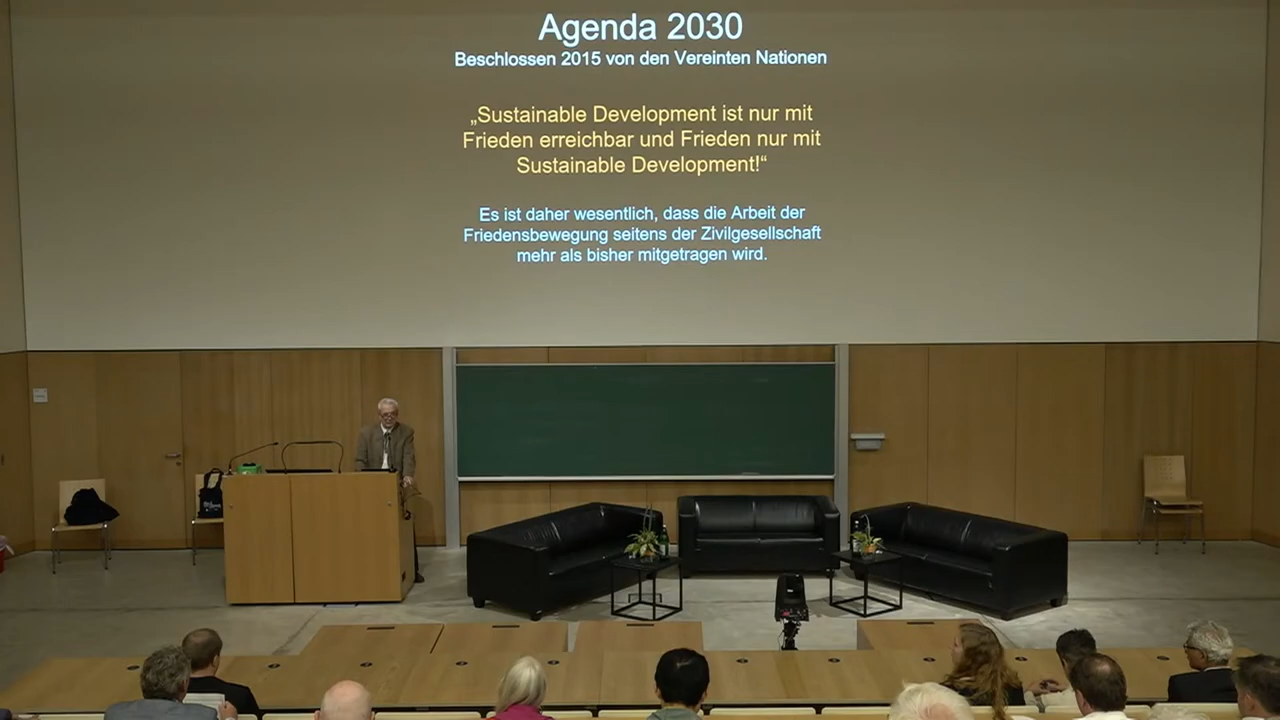 Agenda 2030
Beschlossen 2015 von den Vereinten Nationen
„Sustainable Development ist nur mit
Frieden erreichbar und Frieden nur mit
Sustainable Development!“
Es ist daher wesentlich, dass die Arbeit der
Friedensbewegung seitens der Zivilgesellschaft
mehr als bisher mitgetragen wird.